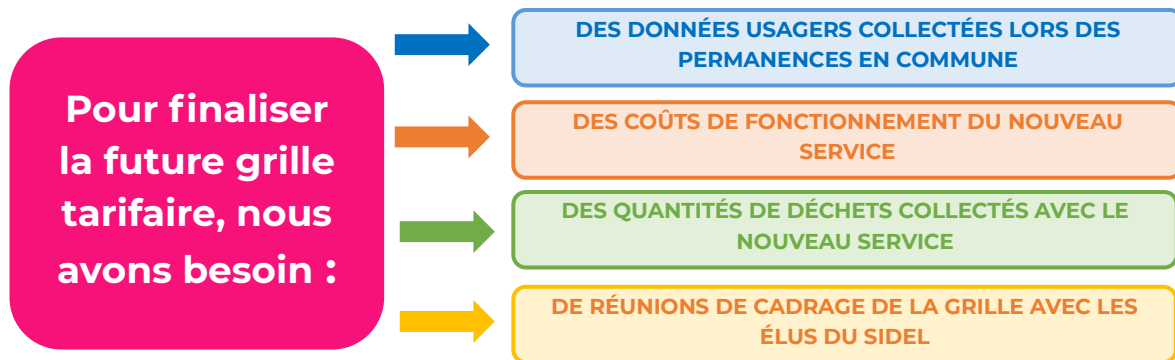 Pour finaliser
la future grille
tarifaire, nous
avons besoin :
DES DONNÉES USAGERS COLLECTÉES LORS DES
PERMANENCES EN COMMUNE
DES COÛTS DE FONCTIONNEMENT DU NOUVEAU
SERVICE
DES QUANTITÉS DE DÉCHETS COLLECTÉS AVEC LE
NOUVEAU SERVICE
DE RÉUNIONS DE CADRAGE DE LA GRILLE AVEC LES
ÉLUS DU SIDEL